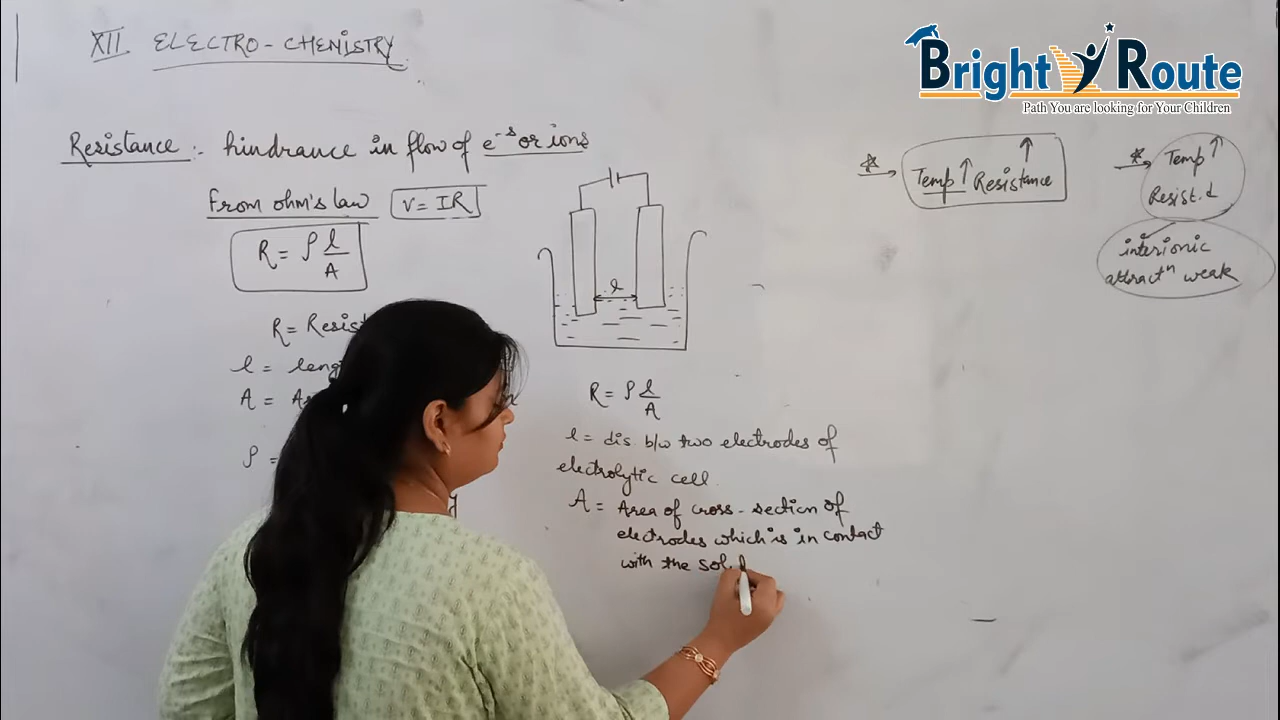 XII ELECTRO-CHEMISTRY
Bright Route
Path You are looking for Your Children
Resistance :- hindrance in flow of e⁻ˢ or ions
From ohm's law V = IR
R = ρ l/A
R = Resist
l = leng
A = A
ρ =
l
R = ρ l/A
l = dis b/w two electrodes of
electrolytic cell.
A = Area of cross-section of
electrodes which is in contact
with the sol.
* → Temp ↑ Resistance ↑
* → Temp ↑
Resist. ↓
interionic
attractⁿ weak